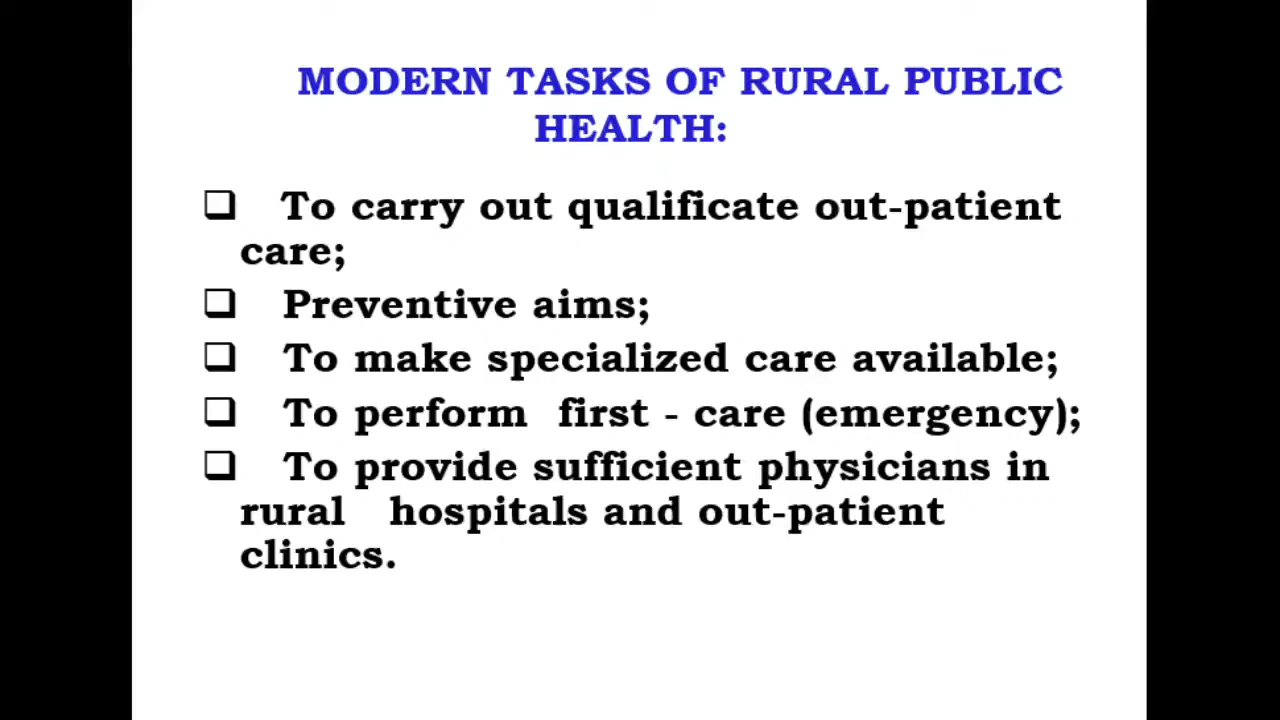 MODERN TASKS OF RURAL PUBLIC
HEALTH:
❑ To carry out qualificate out-patient
care;
❑ Preventive aims;
❑ To make specialized care available;
❑ To perform first - care (emergency);
❑ To provide sufficient physicians in
rural hospitals and out-patient
clinics.